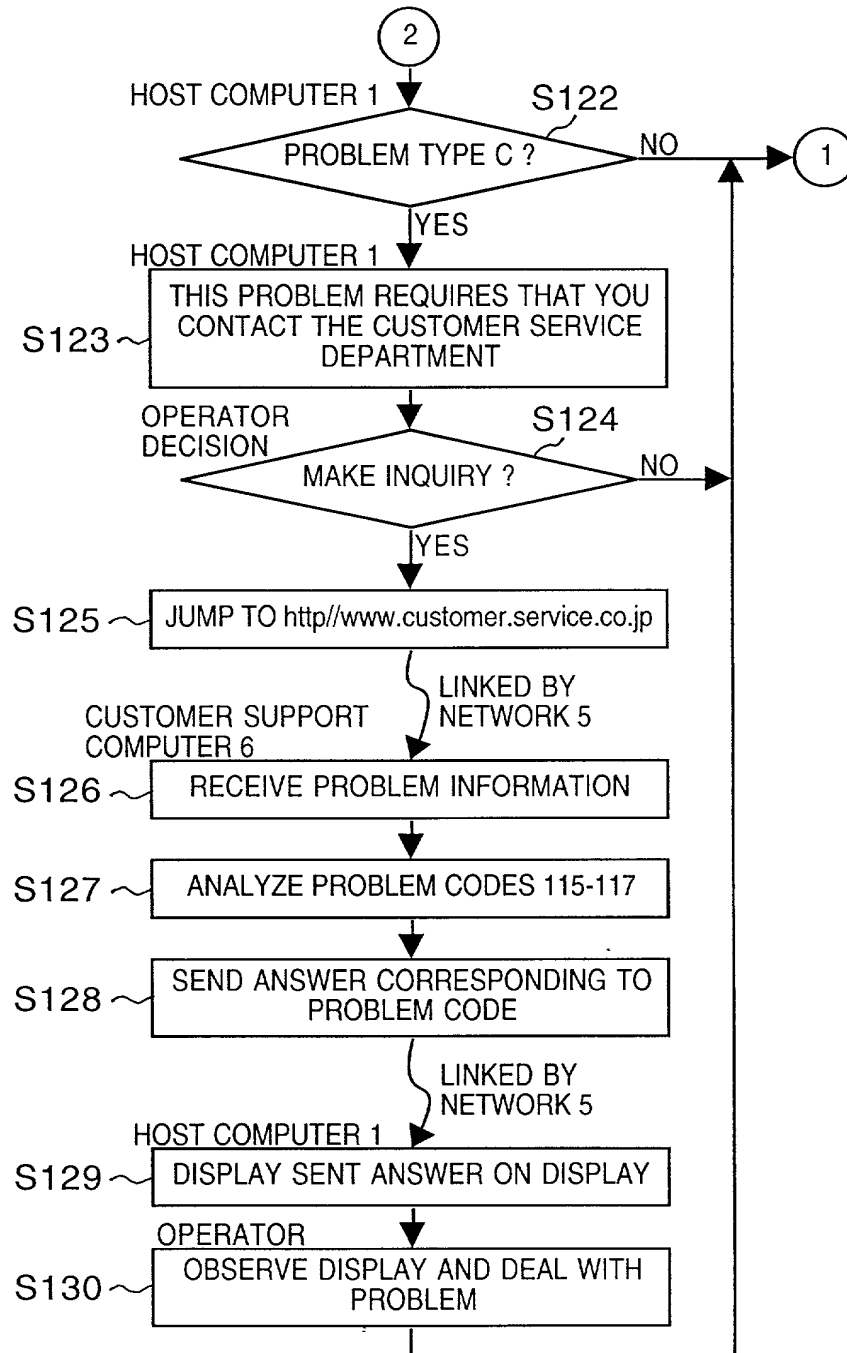 2
HOST COMPUTER 1
S122
PROBLEM TYPE C ?
NO
1
YES
HOST COMPUTER 1
S123
THIS PROBLEM REQUIRES THAT YOU
CONTACT THE CUSTOMER SERVICE
DEPARTMENT
OPERATOR
DECISION
S124
MAKE INQUIRY ?
NO
YES
S125
JUMP TO http//www.customer.service.co.jp
LINKED BY
NETWORK 5
CUSTOMER SUPPORT
COMPUTER 6
S126
RECEIVE PROBLEM INFORMATION
S127
ANALYZE PROBLEM CODES 115-117
S128
SEND ANSWER CORRESPONDING TO
PROBLEM CODE
LINKED BY
NETWORK 5
HOST COMPUTER 1
S129
DISPLAY SENT ANSWER ON DISPLAY
OPERATOR
S130
OBSERVE DISPLAY AND DEAL WITH
PROBLEM